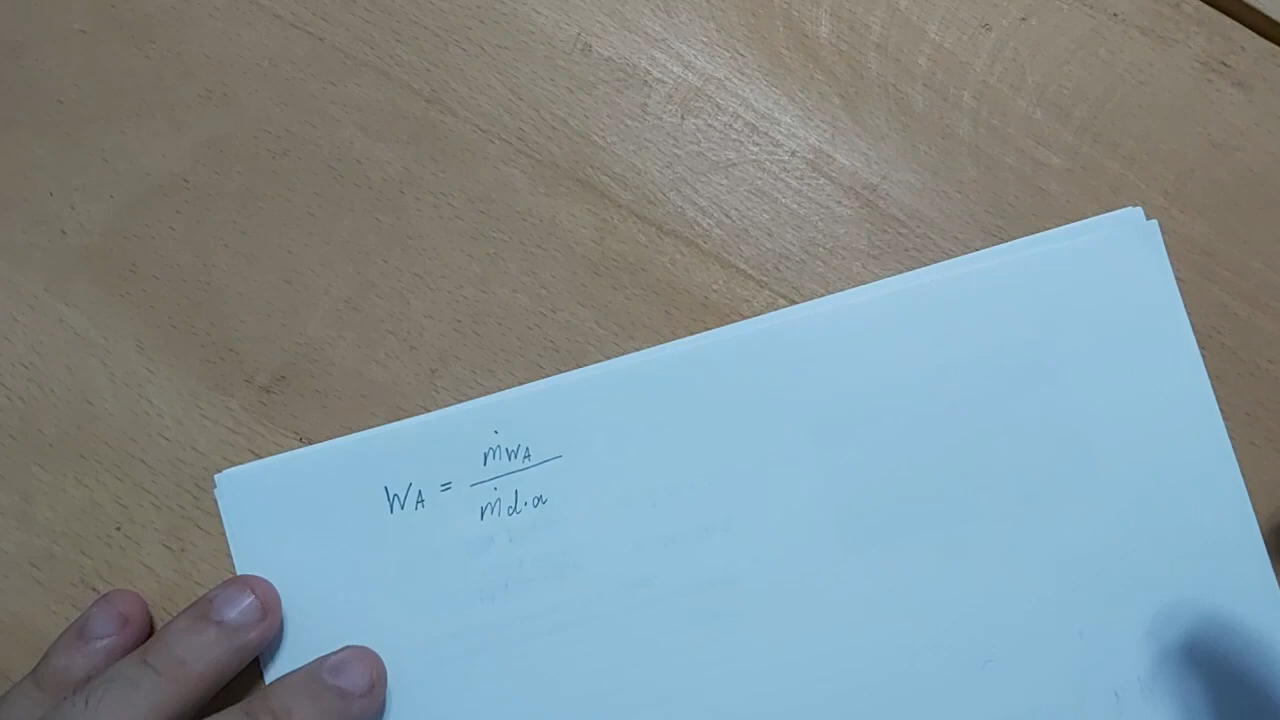 WA = ṁwA / ṁd.a